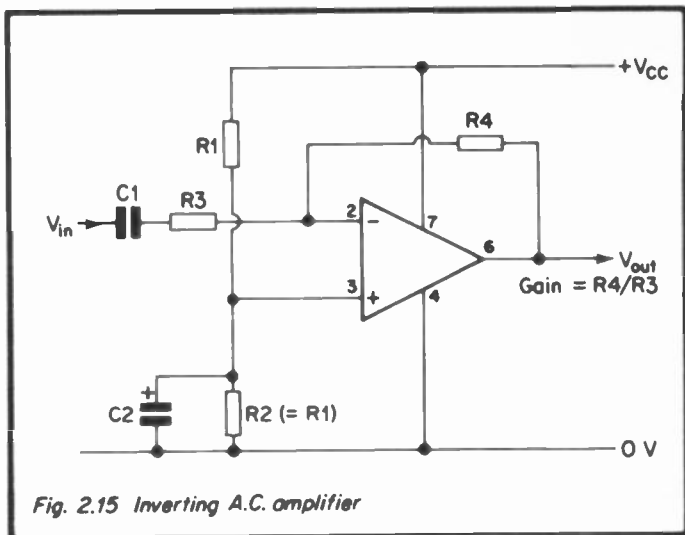 +VCC
R1
R4
C1
R3
Vin
2
-
7
6
Vout
3
+
4
Gain = R4/R3
+
C2
R2 (= R1)
0 V
Fig. 2.15 Inverting A.C. amplifier